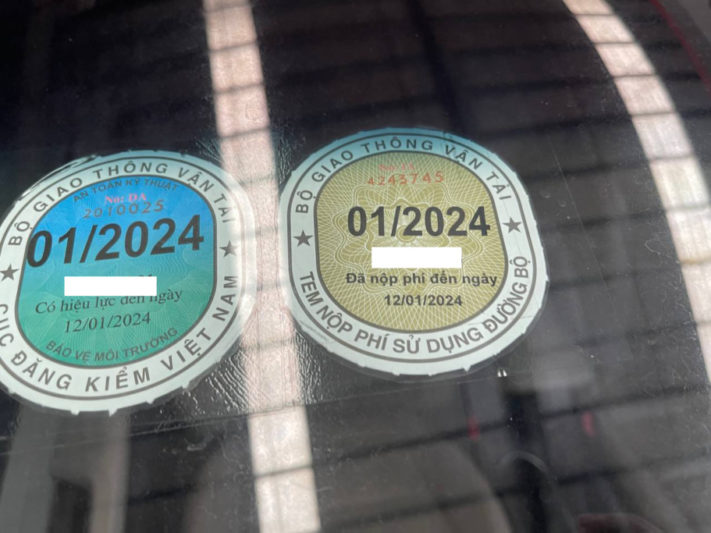 BỘ GIAO THÔNG VẬN TẢI
AN TOÀN KỸ THUẬT
No: DA
2010025
01/2024
Có hiệu lực đến ngày
12/01/2024
BẢO VỆ MÔI TRƯỜNG
CỤC ĐĂNG KIỂM VIỆT NAM
BỘ GIAO THÔNG VẬN TẢI
4243745
01/2024
Đã nộp phí đến ngày
12/01/2024
TEM NỘP PHÍ SỬ DỤNG ĐƯỜNG BỘ